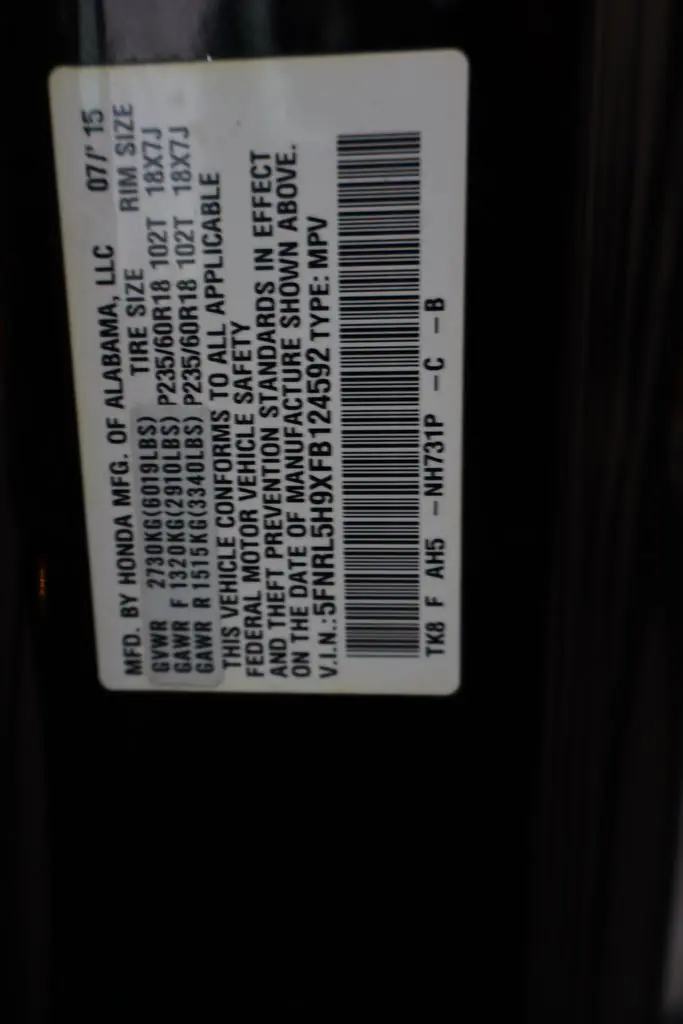 MFD. BY HONDA MFG. OF ALABAMA, LLC 07/' 15
TIRE SIZE RIM SIZE
GVWR 2730KG(6019LBS)
GAWR F 1320KG(2910LBS) P235/60R18 102T 18X7J
GAWR R 1515KG(3340LBS) P235/60R18 102T 18X7J
THIS VEHICLE CONFORMS TO ALL APPLICABLE
FEDERAL MOTOR VEHICLE SAFETY
AND THEFT PREVENTION STANDARDS IN EFFECT
ON THE DATE OF MANUFACTURE SHOWN ABOVE.
V.I.N.:5FNRL5H9XFB124592 TYPE: MPV
TK8 F AH5 -NH731P -C -B